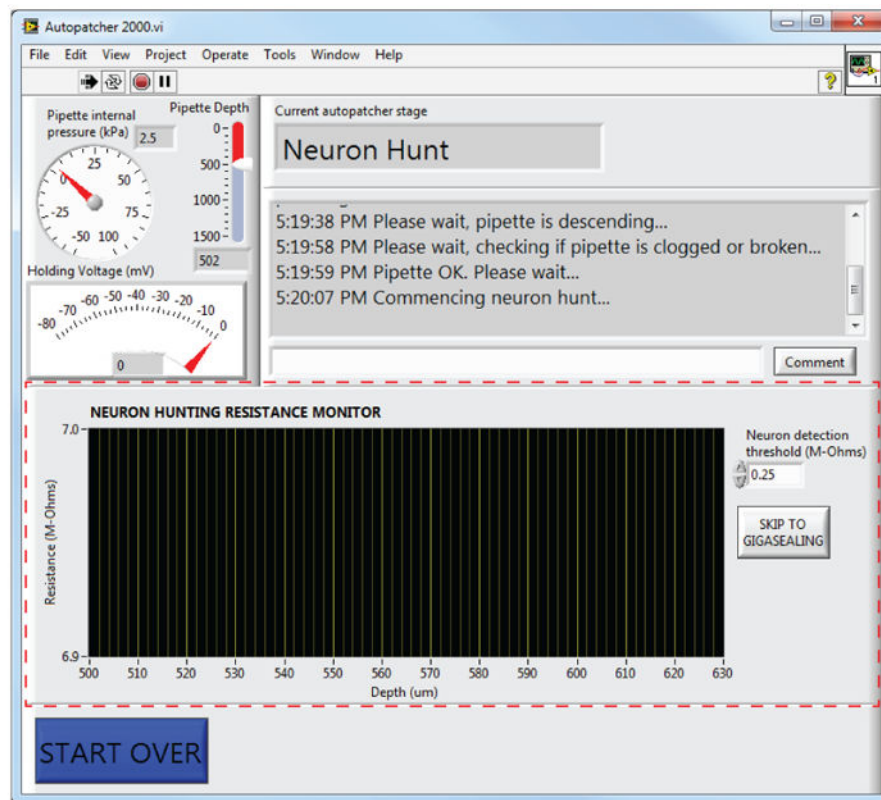 Autopatcher 2000.vi
File Edit View Project Operate Tools Window Help
?
1
Pipette internal
pressure (kPa)
2.5
-50
-25
0
25
50
75
100
Pipette Depth
0
500
1000
1500
502
Holding Voltage (mV)
-80
-70
-60
-50
-40
-30
-20
-10
0
0
Current autopatcher stage
Neuron Hunt
5:19:38 PM Please wait, pipette is descending...
5:19:58 PM Please wait, checking if pipette is clogged or broken...
5:19:59 PM Pipette OK. Please wait...
5:20:07 PM Commencing neuron hunt...
Comment
NEURON HUNTING RESISTANCE MONITOR
7.0
Resistance (M-Ohms)
6.9
500 510 520 530 540 550 560 570 580 590 600 610 620 630
Depth (um)
Neuron detection
threshold (M-Ohms)
0.25
SKIP TO
GIGASEALING
START OVER